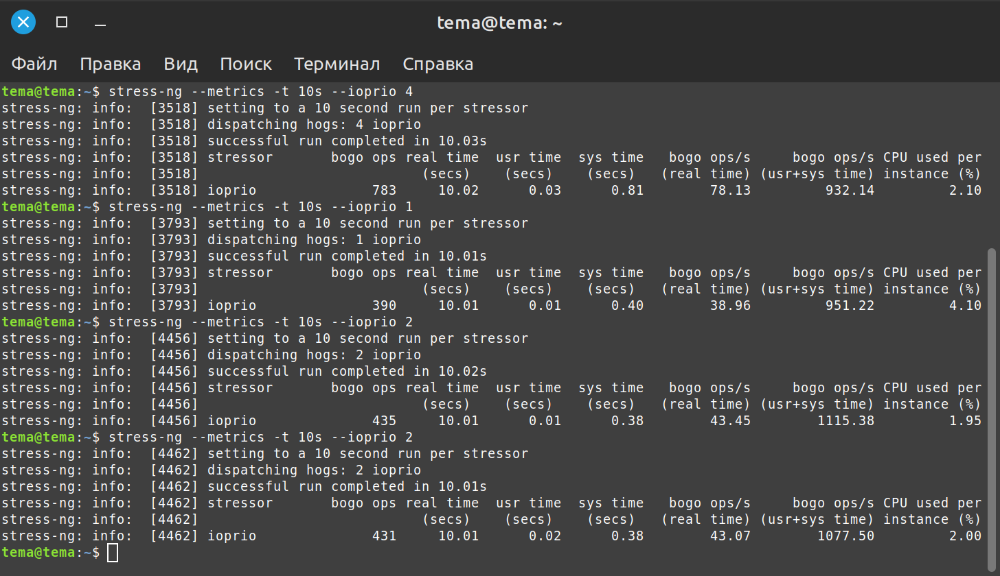 tema@tema: ~
Файл Правка Вид Поиск Терминал Справка
tema@tema:~$ stress-ng --metrics -t 10s --ioprio 4
stress-ng: info:  [3518] setting to a 10 second run per stressor
stress-ng: info:  [3518] dispatching hogs: 4 ioprio
stress-ng: info:  [3518] successful run completed in 10.03s
stress-ng: info:  [3518] stressor       bogo ops real time  usr time  sys time   bogo ops/s     bogo ops/s CPU used per
stress-ng: info:  [3518]                           (secs)    (secs)    (secs)   (real time) (usr+sys time) instance (%)
stress-ng: info:  [3518] ioprio              783     10.02      0.03      0.81        78.13         932.14         2.10
tema@tema:~$ stress-ng --metrics -t 10s --ioprio 1
stress-ng: info:  [3793] setting to a 10 second run per stressor
stress-ng: info:  [3793] dispatching hogs: 1 ioprio
stress-ng: info:  [3793] successful run completed in 10.01s
stress-ng: info:  [3793] stressor       bogo ops real time  usr time  sys time   bogo ops/s     bogo ops/s CPU used per
stress-ng: info:  [3793]                           (secs)    (secs)    (secs)   (real time) (usr+sys time) instance (%)
stress-ng: info:  [3793] ioprio              390     10.01      0.01      0.40        38.96         951.22         4.10
tema@tema:~$ stress-ng --metrics -t 10s --ioprio 2
stress-ng: info:  [4456] setting to a 10 second run per stressor
stress-ng: info:  [4456] dispatching hogs: 2 ioprio
stress-ng: info:  [4456] successful run completed in 10.02s
stress-ng: info:  [4456] stressor       bogo ops real time  usr time  sys time   bogo ops/s     bogo ops/s CPU used per
stress-ng: info:  [4456]                           (secs)    (secs)    (secs)   (real time) (usr+sys time) instance (%)
stress-ng: info:  [4456] ioprio              435     10.01      0.01      0.38        43.45        1115.38         1.95
tema@tema:~$ stress-ng --metrics -t 10s --ioprio 2
stress-ng: info:  [4462] setting to a 10 second run per stressor
stress-ng: info:  [4462] dispatching hogs: 2 ioprio
stress-ng: info:  [4462] successful run completed in 10.01s
stress-ng: info:  [4462] stressor       bogo ops real time  usr time  sys time   bogo ops/s     bogo ops/s CPU used per
stress-ng: info:  [4462]                           (secs)    (secs)    (secs)   (real time) (usr+sys time) instance (%)
stress-ng: info:  [4462] ioprio              431     10.01      0.02      0.38        43.07        1077.50         2.00
tema@tema:~$